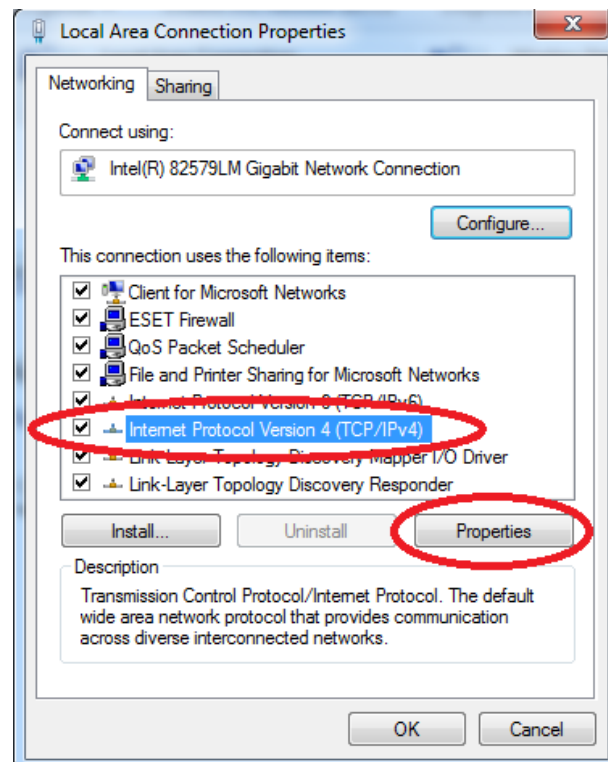 Local Area Connection Properties
Networking
Sharing
Connect using:
Intel(R) 82579LM Gigabit Network Connection
Configure...
This connection uses the following items:
Client for Microsoft Networks
ESET Firewall
QoS Packet Scheduler
File and Printer Sharing for Microsoft Networks
Internet Protocol Version 6 (TCP/IPv6)
Internet Protocol Version 4 (TCP/IPv4)
Link-Layer Topology Discovery Mapper I/O Driver
Link-Layer Topology Discovery Responder
Install...
Uninstall
Properties
Description
Transmission Control Protocol/Internet Protocol. The default
wide area network protocol that provides communication
across diverse interconnected networks.
OK
Cancel